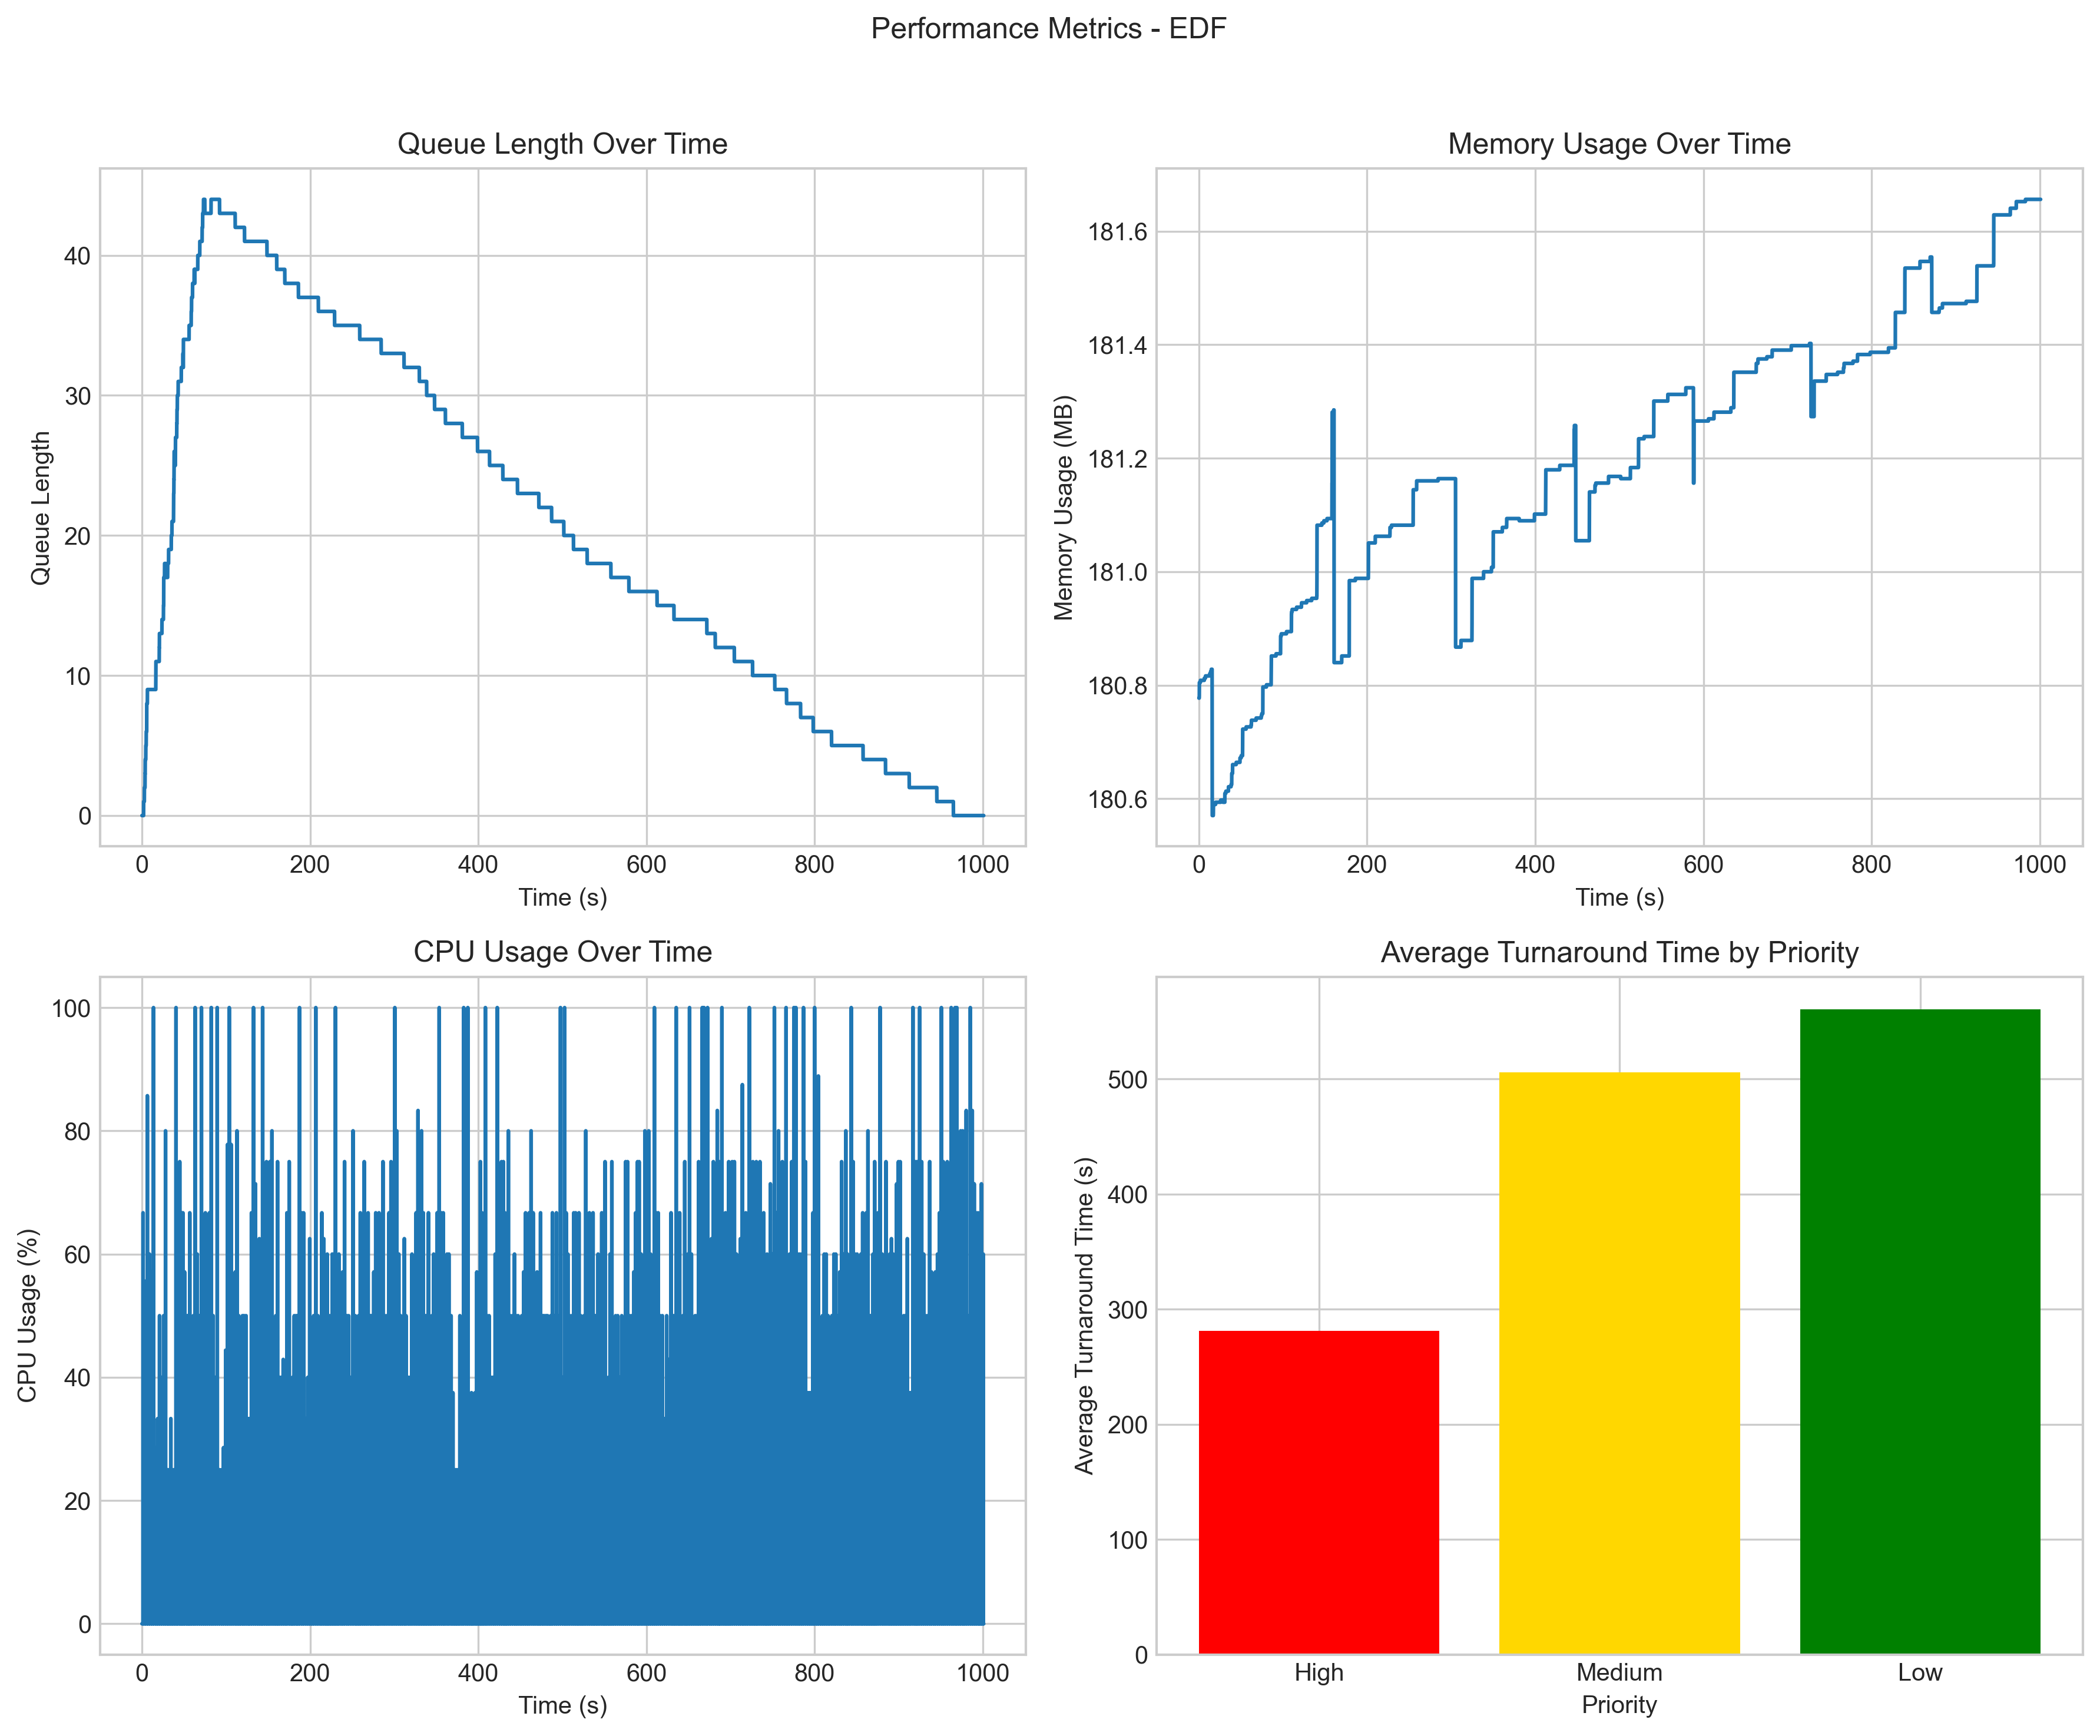 Performance Metrics - EDF
Queue Length Over Time
Queue Length
40
30
20
10
0
0 200 400 600 800 1000
Time (s)
Memory Usage Over Time
Memory Usage (MB)
181.6
181.4
181.2
181.0
180.8
180.6
0 200 400 600 800 1000
Time (s)
CPU Usage Over Time
CPU Usage (%)
100
80
60
40
20
0
0 200 400 600 800 1000
Time (s)
Average Turnaround Time by Priority
Average Turnaround Time (s)
500
400
300
200
100
0
High Medium Low
Priority